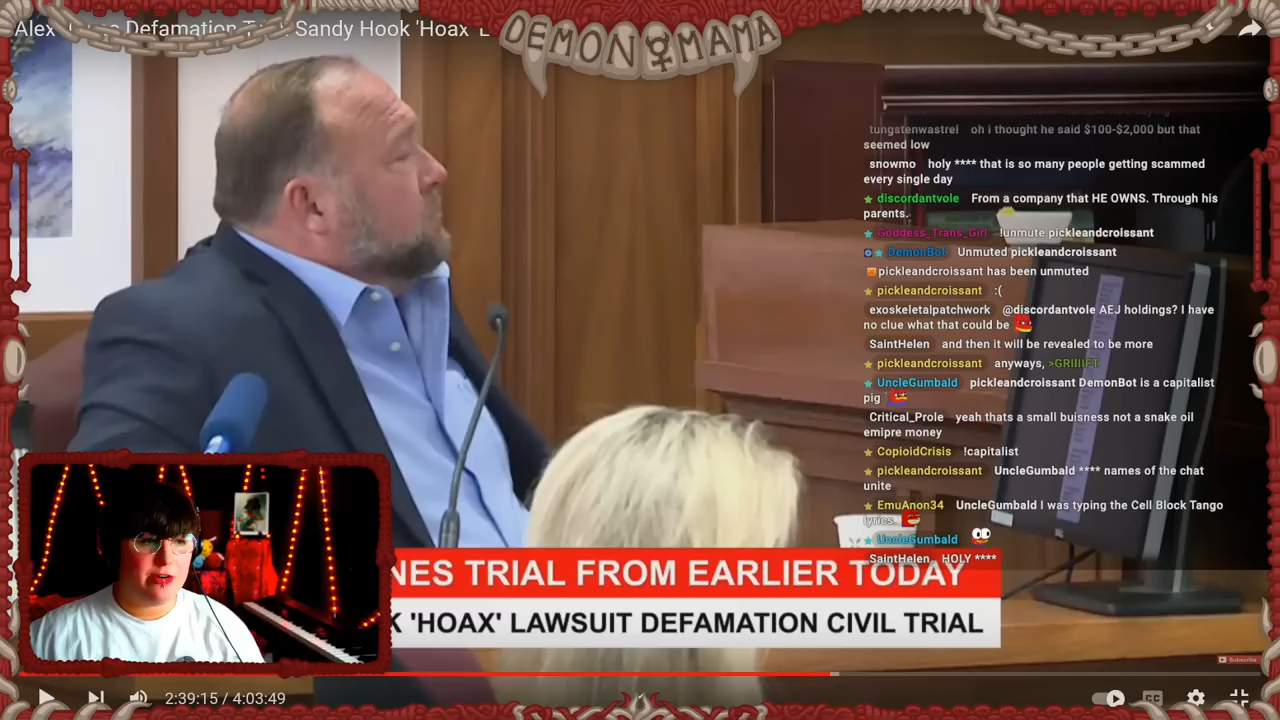 Alex Defamation Sandy Hook 'Hoax
DEMON MAMA
tungstenwastrel oh i thought he said $100-$2,000 but that
seemed low
snowmo holy **** that is so many people getting scammed
every single day
discordantvole From a company that HE OWNS. Through his
parents.
Goddess_Trans_Girl !unmute pickleandcroissant
DemonBot Unmuted pickleandcroissant
pickleandcroissant has been unmuted
pickleandcroissant :(
exoskeletalpatchwork @discordantvole AEJ holdings? I have
no clue what that could be
SaintHelen and then it will be revealed to be more
pickleandcroissant anyways, >GRIIIIFT
UncleGumbald pickleandcroissant DemonBot is a capitalist
pig
Critical_Prole yeah thats a small buisness not a snake oil
emipre money
CopioidCrisis !capitalist
pickleandcroissant UncleGumbald **** names of the chat
unite
EmuAnon34 UncleGumbald I was typing the Cell Block Tango
lyrics.
UncleGumbald
SaintHelen HOLY ****
NES TRIAL FROM EARLIER TODAY
K 'HOAX' LAWSUIT DEFAMATION CIVIL TRIAL
Subscribe
2:39:15 / 4:03:49
CC